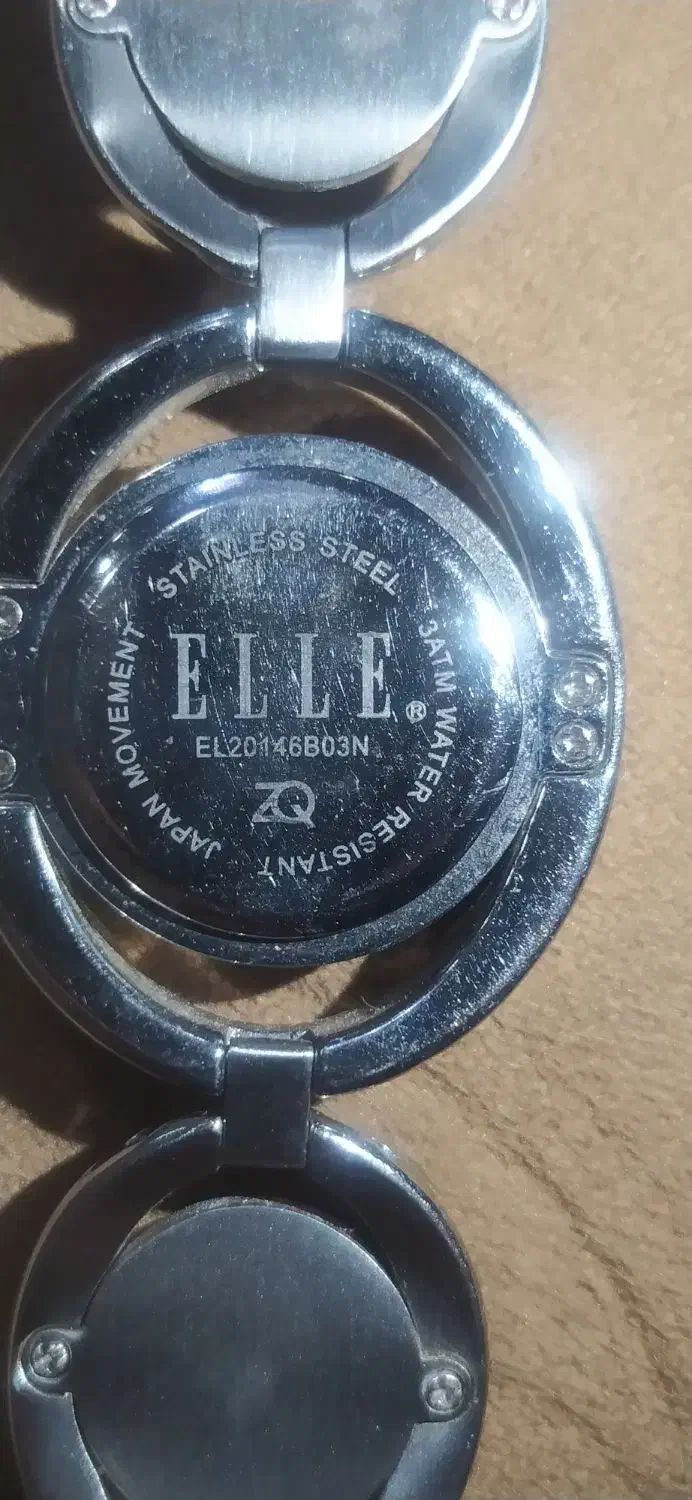 STAINLESS STEEL
ELLE®
EL20146B03N
ZQ
3ATM WATER RESISTANT
JAPAN MOVEMENT